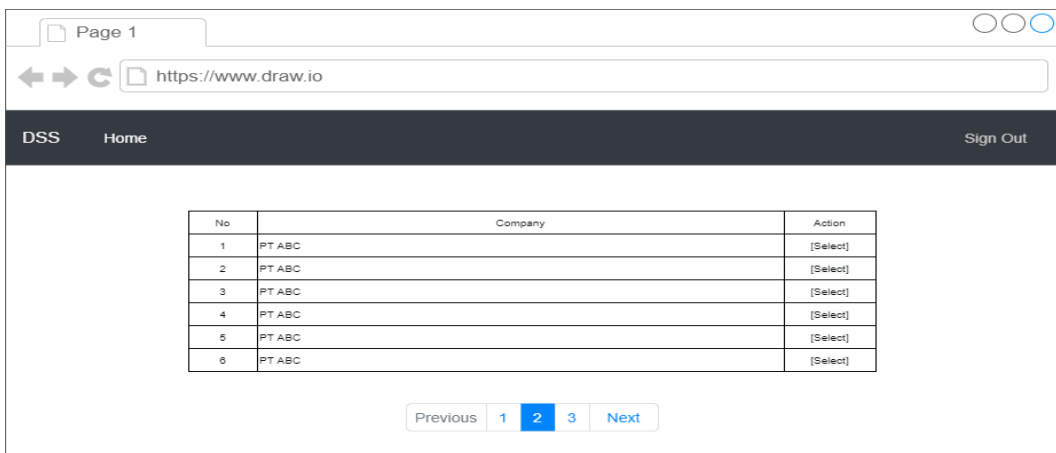 Page 1
https://www.draw.io
DSS Home Sign Out
No Company Action
1 PT ABC [Select]
2 PT ABC [Select]
3 PT ABC [Select]
4 PT ABC [Select]
5 PT ABC [Select]
6 PT ABC [Select]
Previous 1 2 3 Next